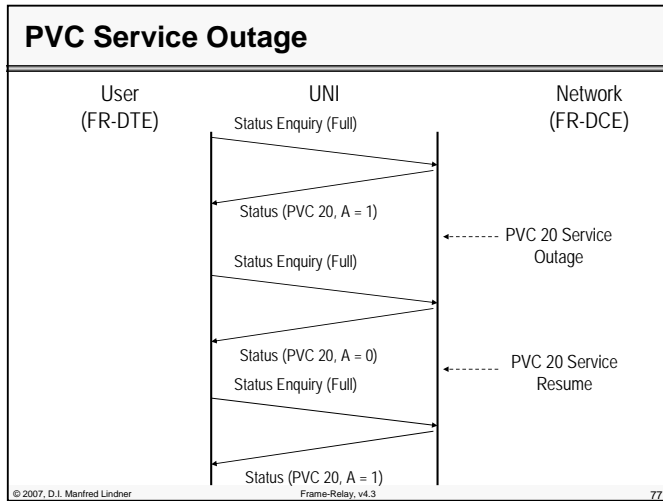 PVC Service Outage
User
(FR-DTE)
UNI
Network
(FR-DCE)
Status Enquiry (Full)
Status (PVC 20, A = 1)
PVC 20 Service
Outage
Status Enquiry (Full)
Status (PVC 20, A = 0)
PVC 20 Service
Resume
Status Enquiry (Full)
Status (PVC 20, A = 1)
© 2007, D.I. Manfred Lindner
Frame-Relay, v4.3
77